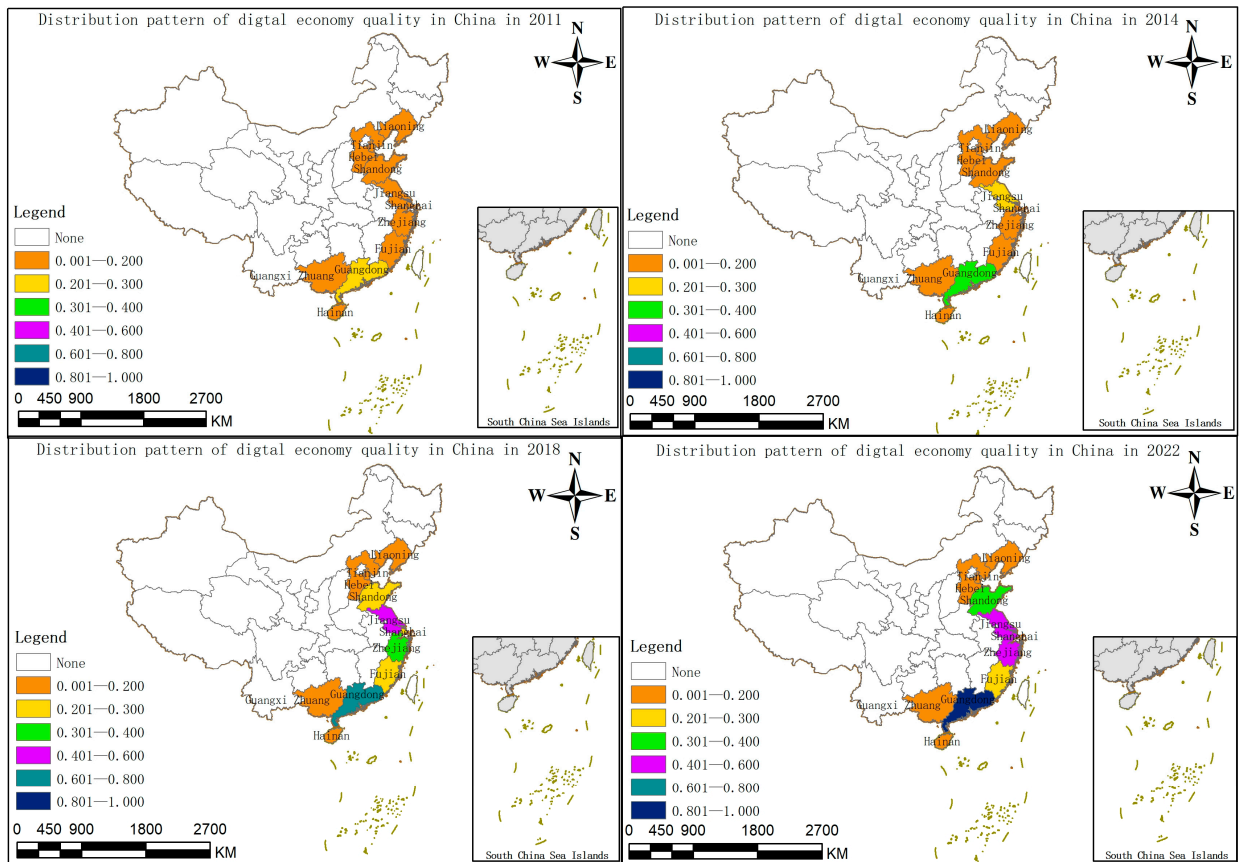 Distribution pattern of digtal economy quality in China in 2011
N
W
E
S
Liaoning
Tianjin
Hebei
Shandong
Jiangsu
Shanghai
Zhejiang
Fujian
Guangxi Zhuang
Guangdong
Hainan
Legend
None
0.001—0.200
0.201—0.300
0.301—0.400
0.401—0.600
0.601—0.800
0.801—1.000
0 450 900 1800 2700
KM
South China Sea Islands
Distribution pattern of digtal economy quality in China in 2014
N
W
E
S
Liaoning
Tianjin
Hebei
Shandong
Jiangsu
Shanghai
Zhejiang
Fujian
Guangxi Zhuang
Guangdong
Hainan
Legend
None
0.001—0.200
0.201—0.300
0.301—0.400
0.401—0.600
0.601—0.800
0.801—1.000
0 450 900 1800 2700
KM
South China Sea Islands
Distribution pattern of digtal economy quality in China in 2018
N
W
E
S
Liaoning
Tianjin
Hebei
Shandong
Jiangsu
Shanghai
Zhejiang
Fujian
Guangxi Zhuang
Guangdong
Hainan
Legend
None
0.001—0.200
0.201—0.300
0.301—0.400
0.401—0.600
0.601—0.800
0.801—1.000
0 450 900 1800 2700
KM
South China Sea Islands
Distribution pattern of digtal economy quality in China in 2022
N
W
E
S
Liaoning
Tianjin
Hebei
Shandong
Jiangsu
Shanghai
Zhejiang
Fujian
Guangxi Zhuang
Guangdong
Hainan
Legend
None
0.001—0.200
0.201—0.300
0.301—0.400
0.401—0.600
0.601—0.800
0.801—1.000
0 450 900 1800 2700
KM
South China Sea Islands